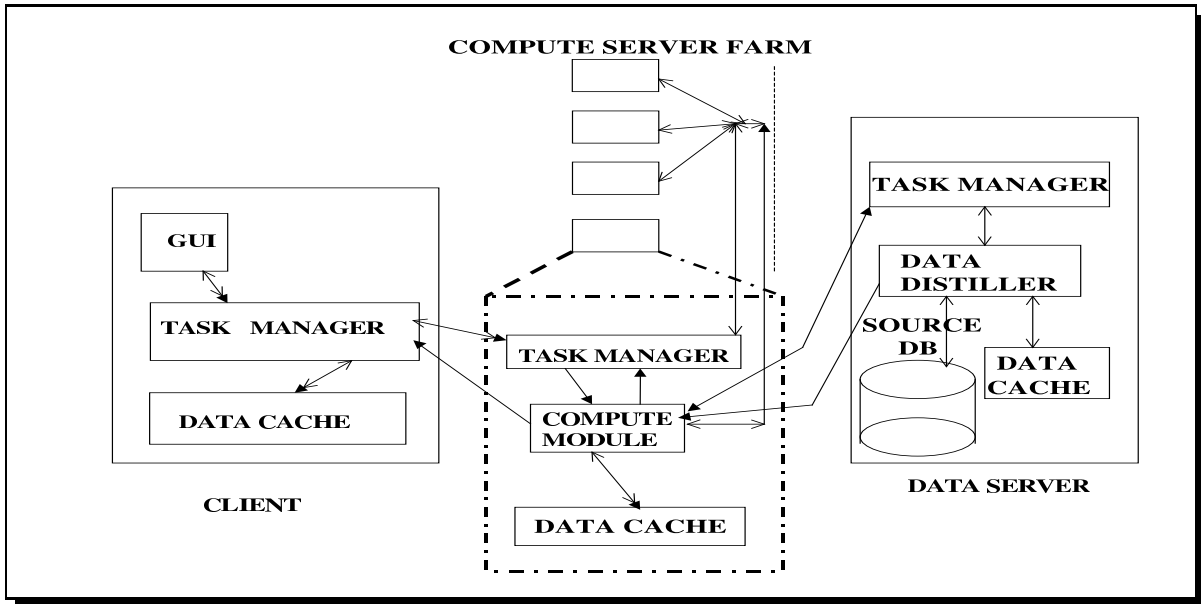 COMPUTE SERVER FARM
GUI
TASK MANAGER
DATA CACHE
CLIENT
TASK MANAGER
COMPUTE
MODULE
DATA CACHE
TASK MANAGER
DATA
DISTILLER
SOURCE
DB
DATA
CACHE
DATA SERVER